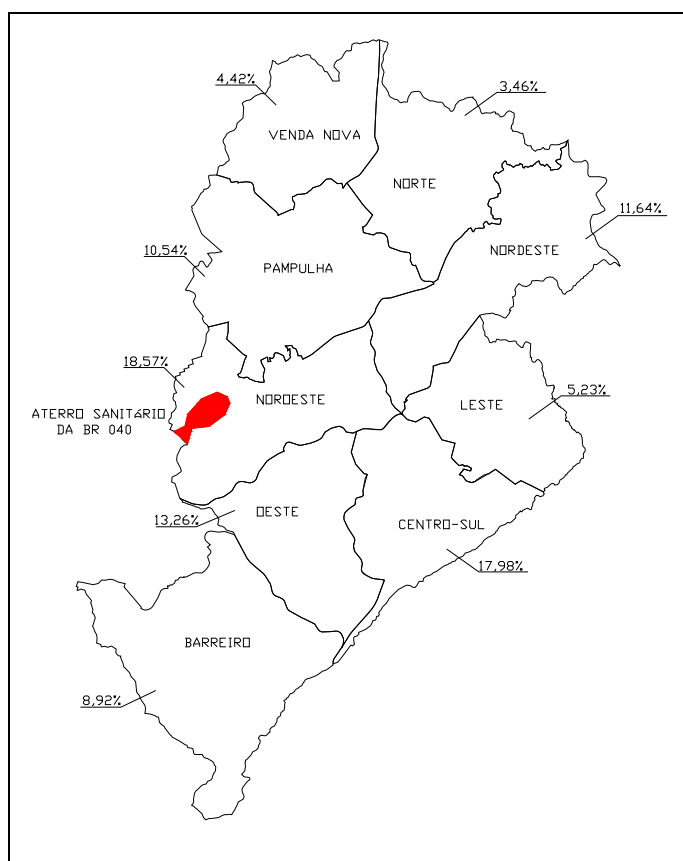 4,42%
3,46%
VENDA NOVA
NORTE
11,64%
NORDESTE
10,54%
PAMPULHA
18,57%
5,23%
NOROESTE
LESTE
ATERRO SANITáRIO
DA BR 040
OESTE
13,26%
CENTRO-SUL
17,98%
BARREIRO
8,92%